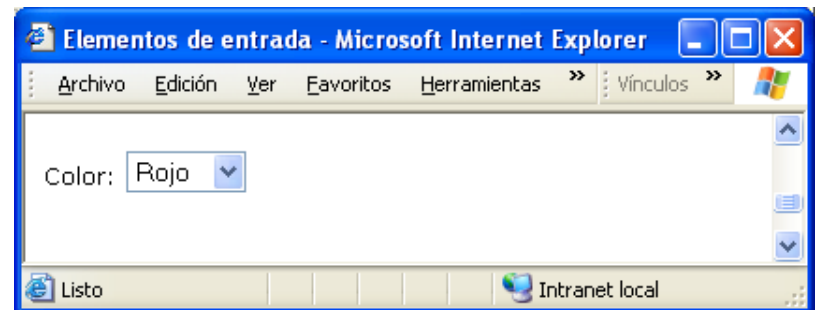 Elementos de entrada - Microsoft Internet Explorer
Archivo Edición Ver Favoritos Herramientas » Vínculos »
Color: Rojo
Listo Intranet local